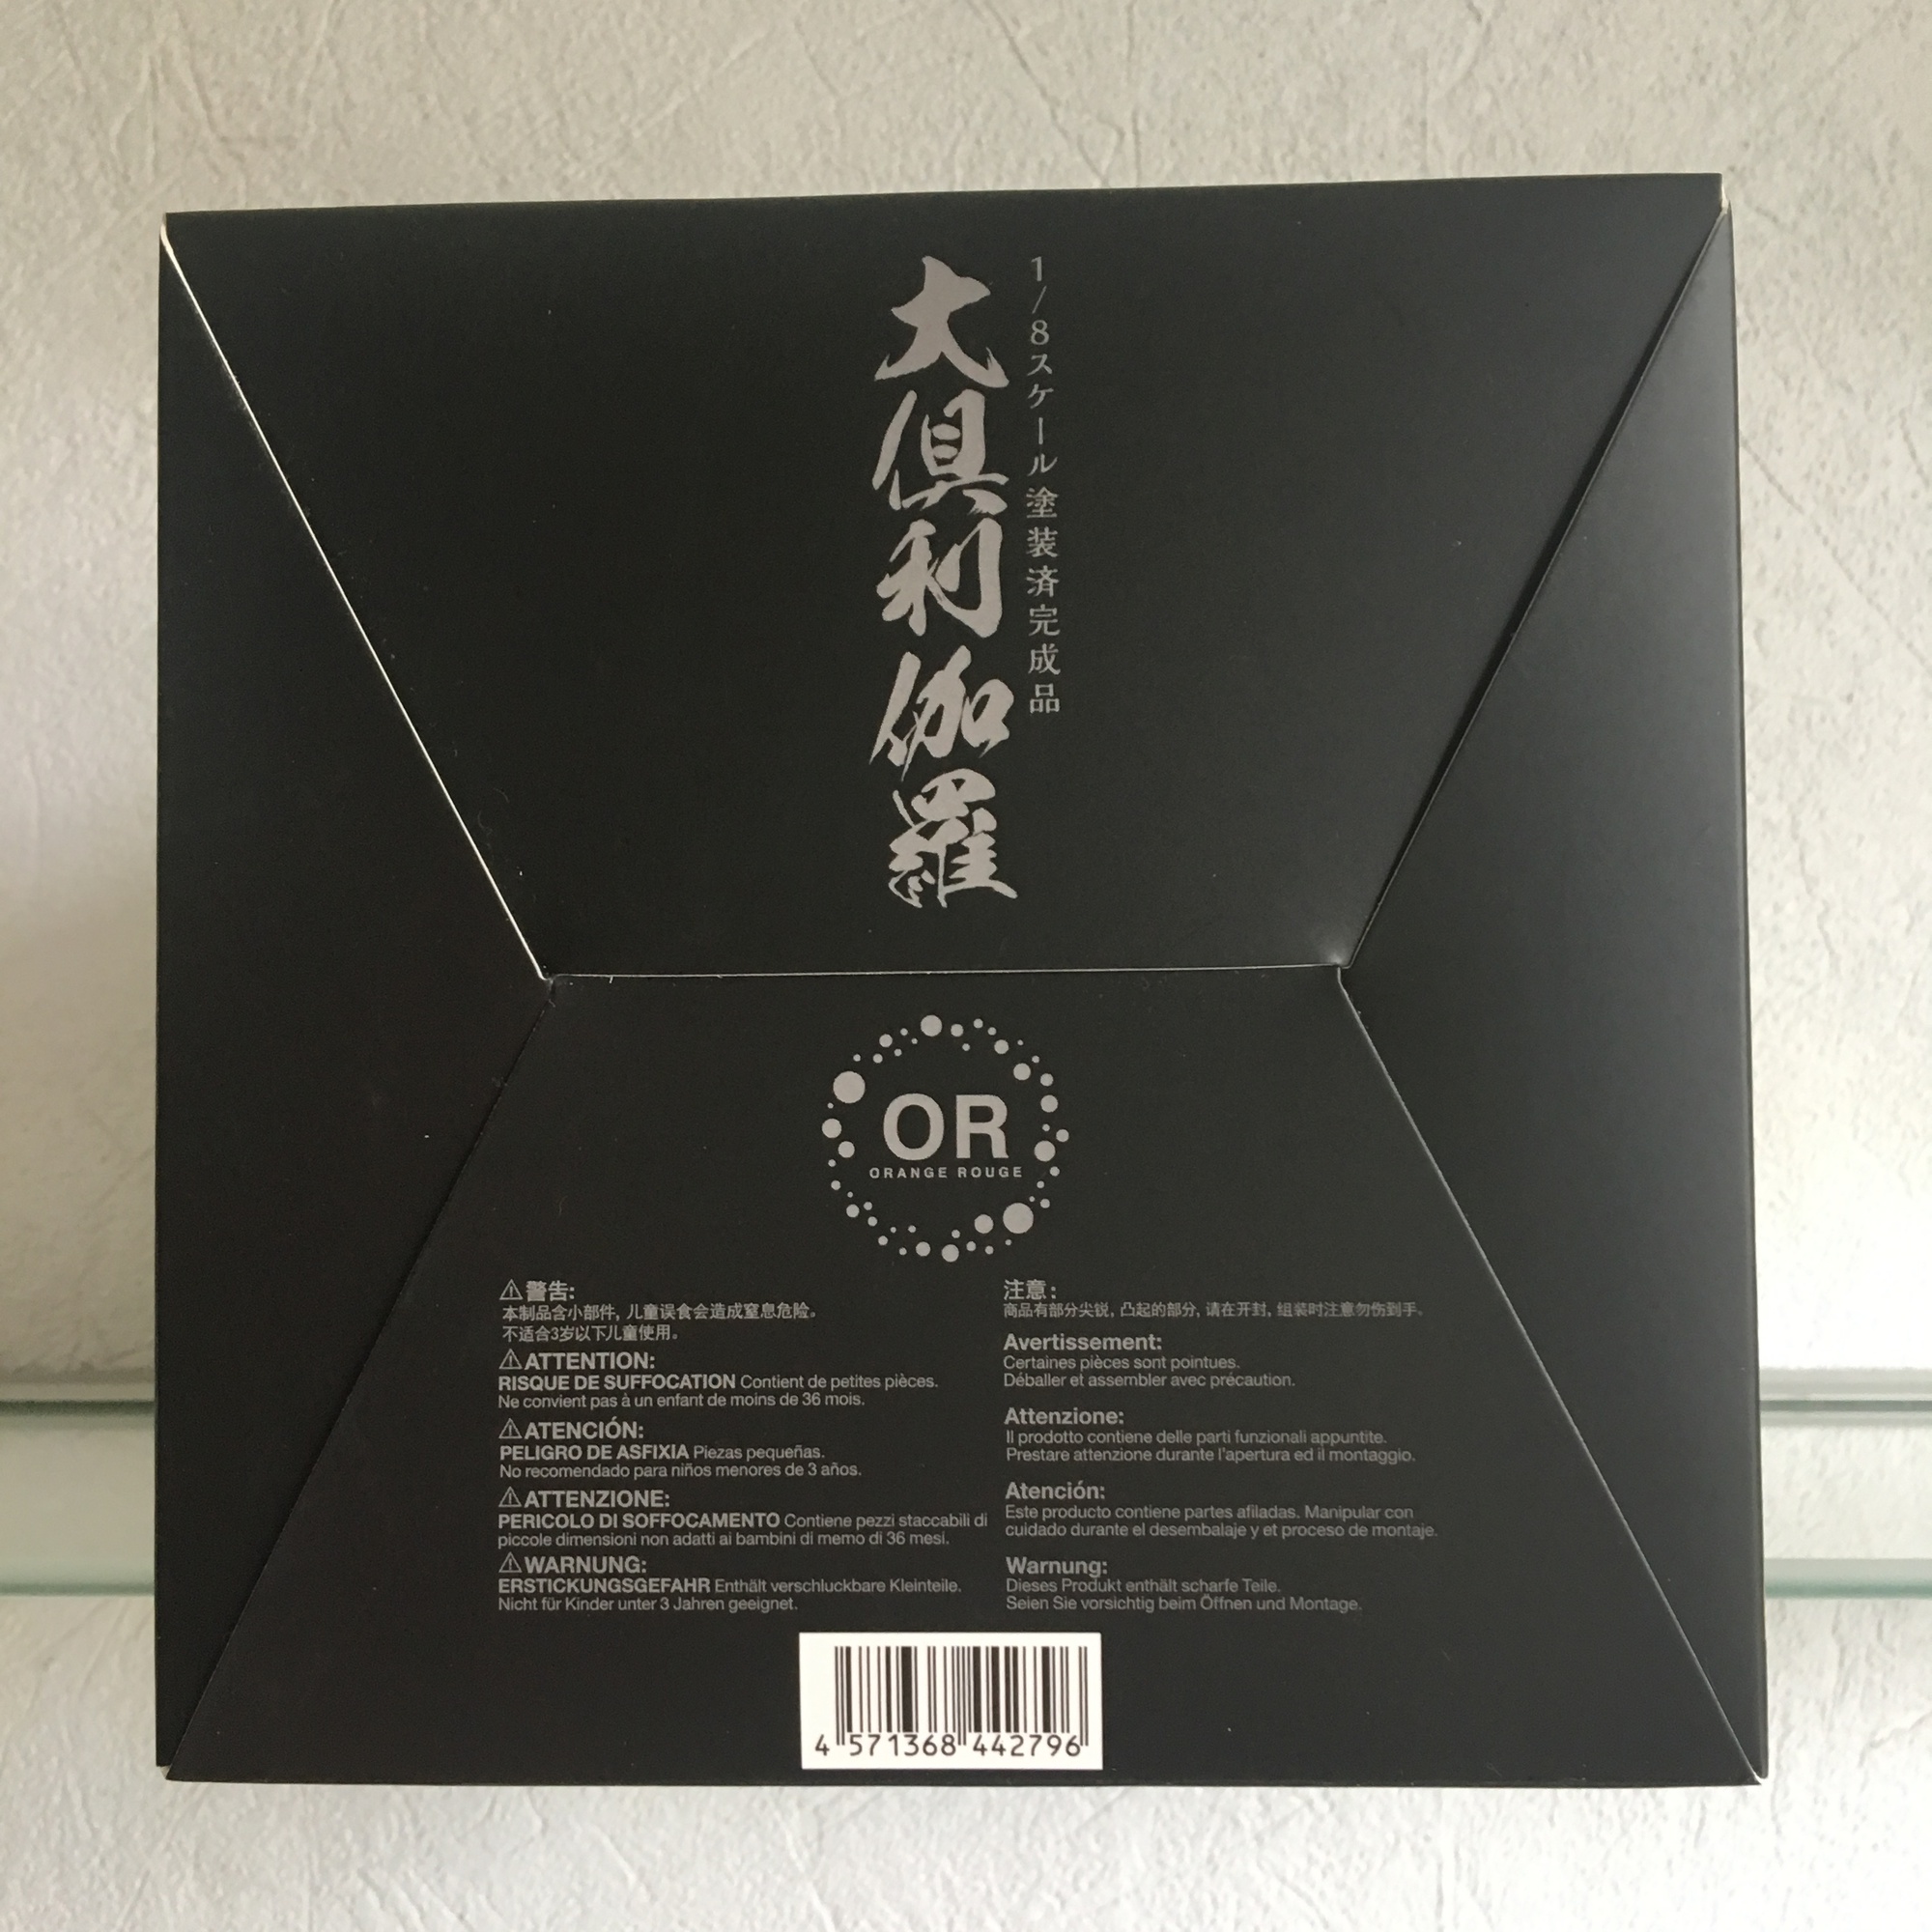 1/8スケール塗装済完成品
大倶利伽羅
OR
ORANGE ROUGE
⚠警告:
本制品含小部件, 儿童误食会造成窒息危险。
不适合3岁以下儿童使用。
⚠ATTENTION:
RISQUE DE SUFFOCATION Contient de petites pièces.
Ne convient pas à un enfant de moins de 36 mois.
⚠ATENCIÓN:
PELIGRO DE ASFIXIA Piezas pequeñas.
No recomendado para niños menores de 3 años.
⚠ATTENZIONE:
PERICOLO DI SOFFOCAMENTO Contiene pezzi staccabili di
piccole dimensioni non adatti ai bambini di memo di 36 mesi.
⚠WARNUNG:
ERSTICKUNGSGEFAHR Enthält verschluckbare Kleinteile.
Nicht für Kinder unter 3 Jahren geeignet.
注意:
商品有部分尖锐, 凸起的部分, 请在开封, 组装时注意勿伤到手。
Avertissement:
Certaines pièces sont pointues.
Déballer et assembler avec précaution.
Attenzione:
Il prodotto contiene delle parti funzionali appuntite.
Prestare attenzione durante l'apertura ed il montaggio.
Atención:
Este producto contiene partes afiladas. Manipular con
cuidado durante el desembalaje y et proceso de montaje.
Warnung:
Dieses Produkt enthält scharfe Teile.
Seien Sie vorsichtig beim Öffnen und Montage.
4 571368 442796